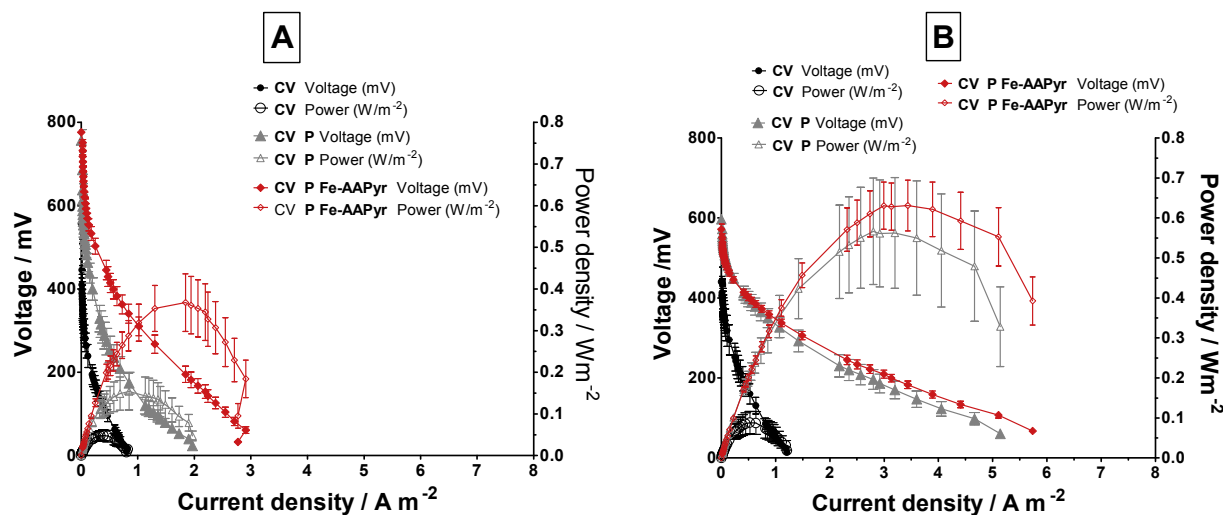 A
CV Voltage (mV)
CV Power (W/m-2)
CV P Voltage (mV)
CV P Power (W/m-2)
CV P Fe-AAPyr Voltage (mV)
CV P Fe-AAPyr Power (W/m-2)
800
600
400
200
0
Voltage / mV
0 1 2 3 4 5 6 7 8
Current density / A m-2
0.8
0.7
0.6
0.5
0.4
0.3
0.2
0.1
0.0
Power density / Wm-2
B
CV Voltage (mV)
CV Power (W/m-2)
CV P Voltage (mV)
CV P Power (W/m-2)
CV P Fe-AAPyr Voltage (mV)
CV P Fe-AAPyr Power (W/m-2)
800
600
400
200
0
Voltage / mV
0 1 2 3 4 5 6 7 8
Current density / A m-2
0.8
0.7
0.6
0.5
0.4
0.3
0.2
0.1
0.0
Power density / Wm-2